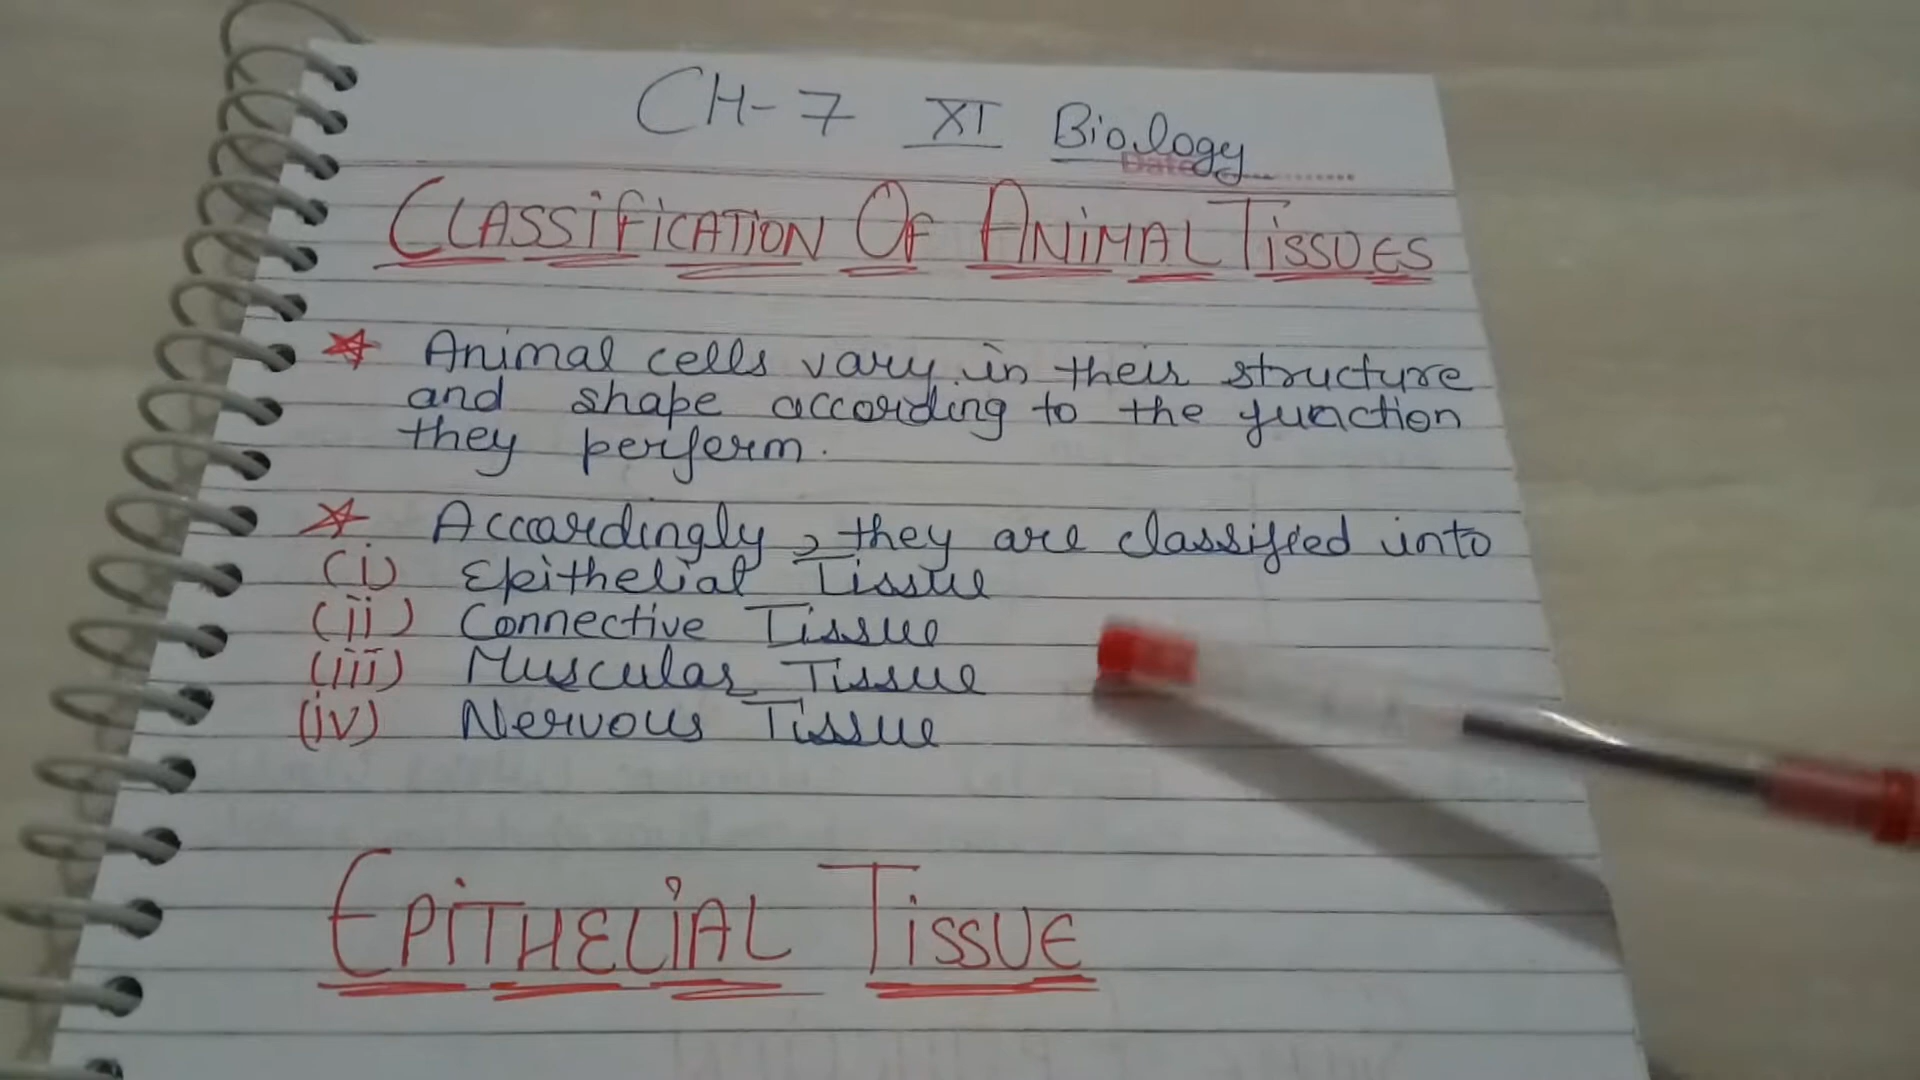 CH-7 XI Biology
Date
CLASSIFICATION OF ANIMAL TISSUES
Animal cells vary in their structure
and shape according to the function
they perform.
Accordingly, they are classified into
(i) Epithelial Tissue
(ii) Connective Tissue
(iii) Muscular Tissue
(iv) Nervous Tissue
EPITHELIAL TISSUE